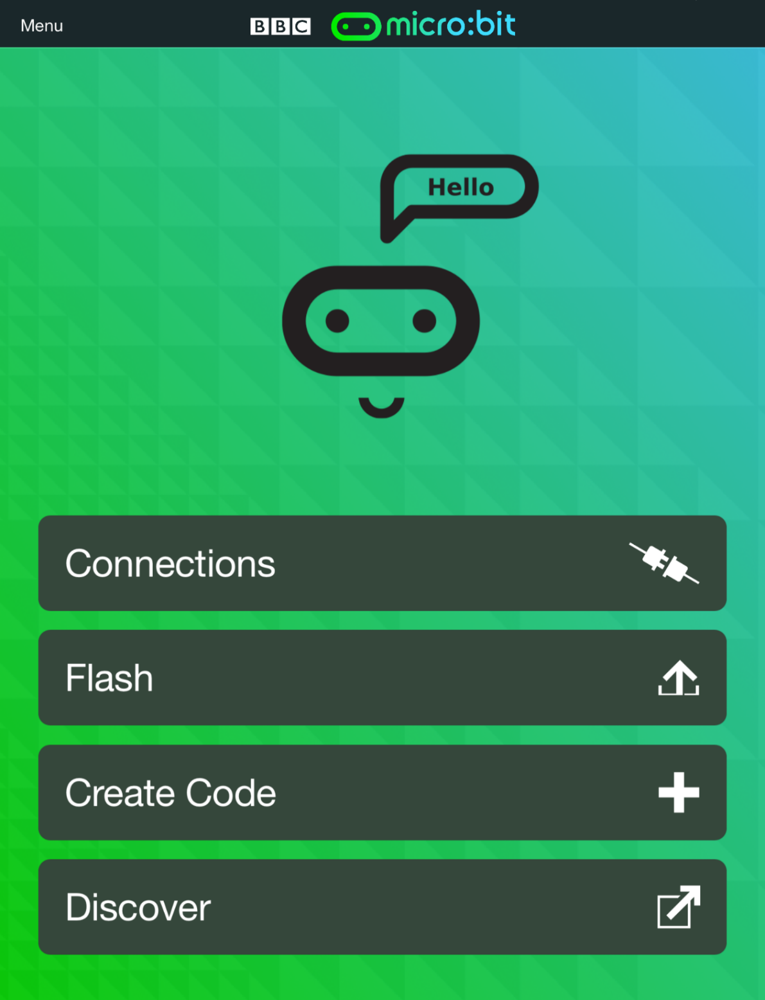 Menu
BBC micro:bit
Hello
Connections
Flash
Create Code
Discover